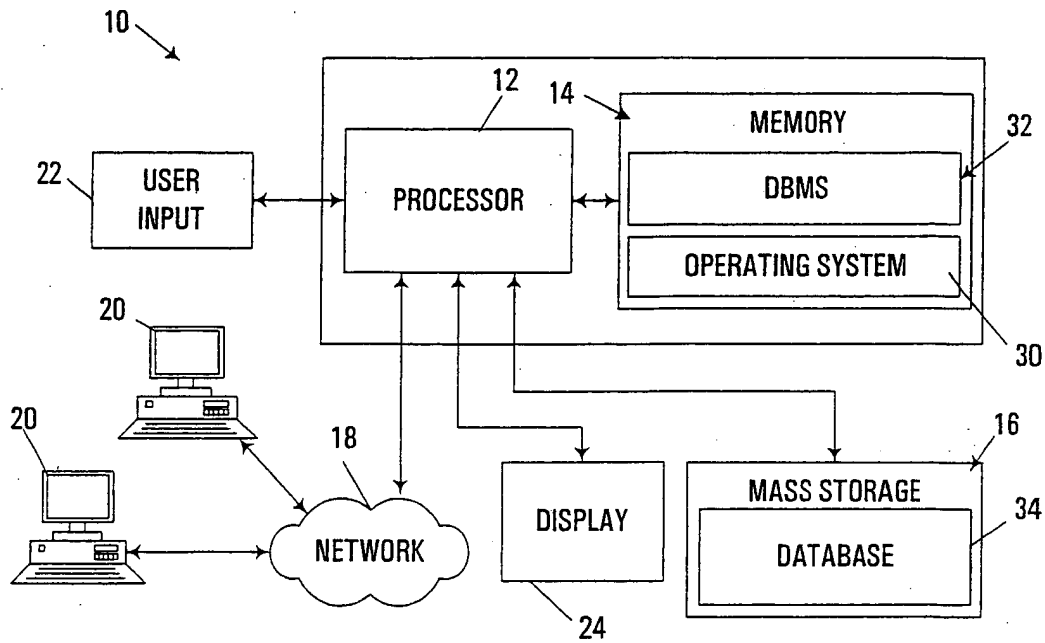 10
12
14
MEMORY
32
22
USER
INPUT
PROCESSOR
DBMS
OPERATING SYSTEM
20
30
20
18
16
NETWORK
DISPLAY
MASS STORAGE
34
DATABASE
24